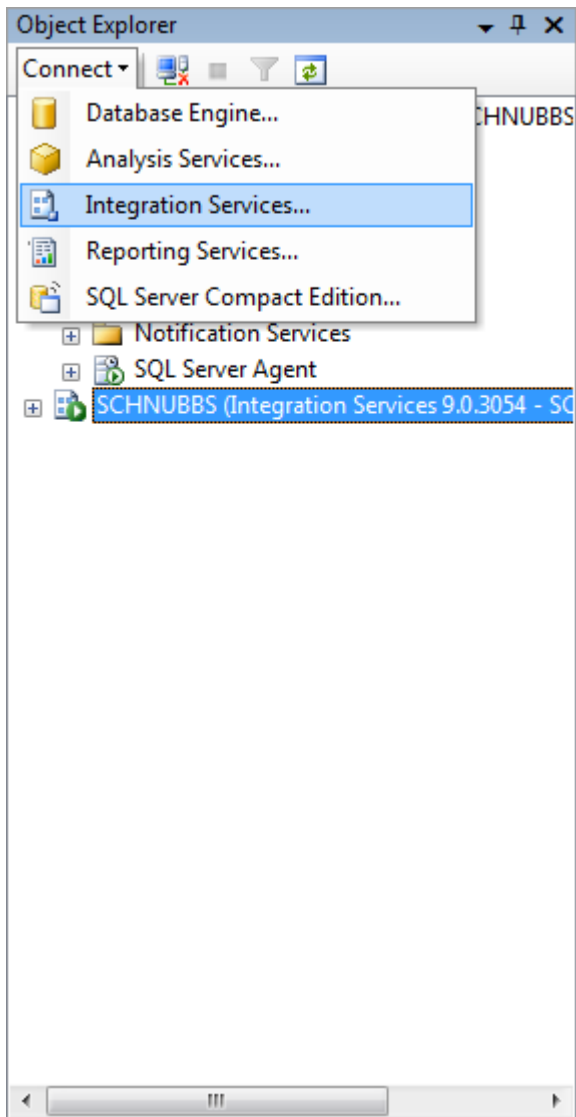 Object Explorer
Connect
Database Engine...
CHNUBBS
Analysis Services...
Integration Services...
Reporting Services...
SQL Server Compact Edition...
Notification Services
SQL Server Agent
SCHNUBBS (Integration Services 9.0.3054 - SC